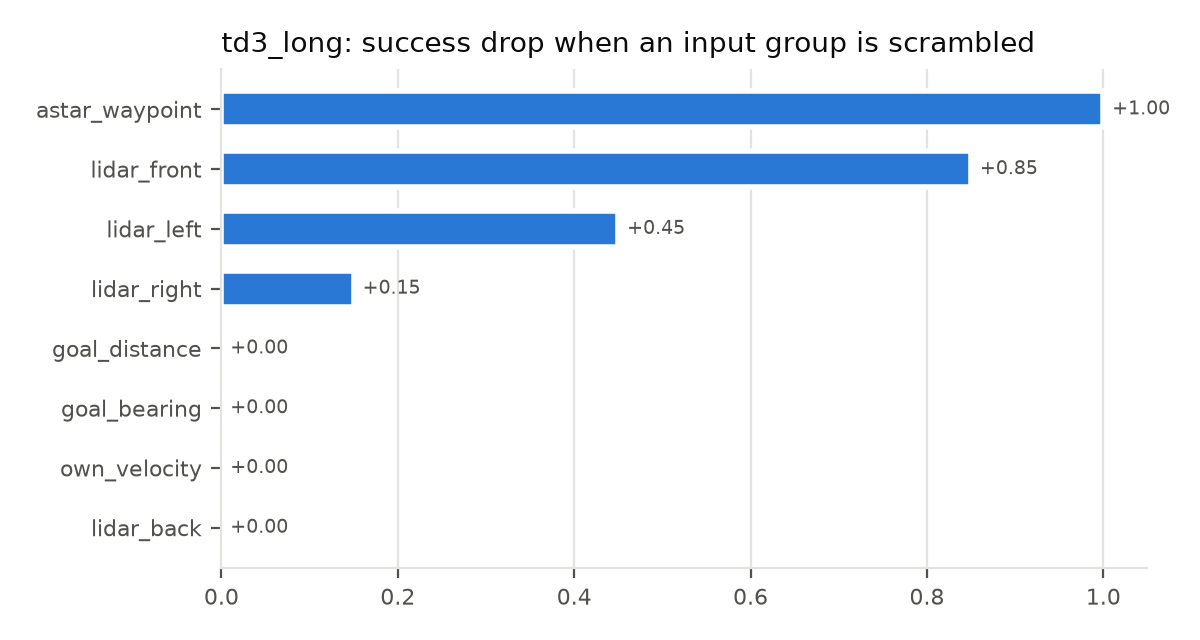 td3_long: success drop when an input group is scrambled
astar_waypoint +1.00
lidar_front +0.85
lidar_left +0.45
lidar_right +0.15
goal_distance +0.00
goal_bearing +0.00
own_velocity +0.00
lidar_back +0.00
0.0 0.2 0.4 0.6 0.8 1.0